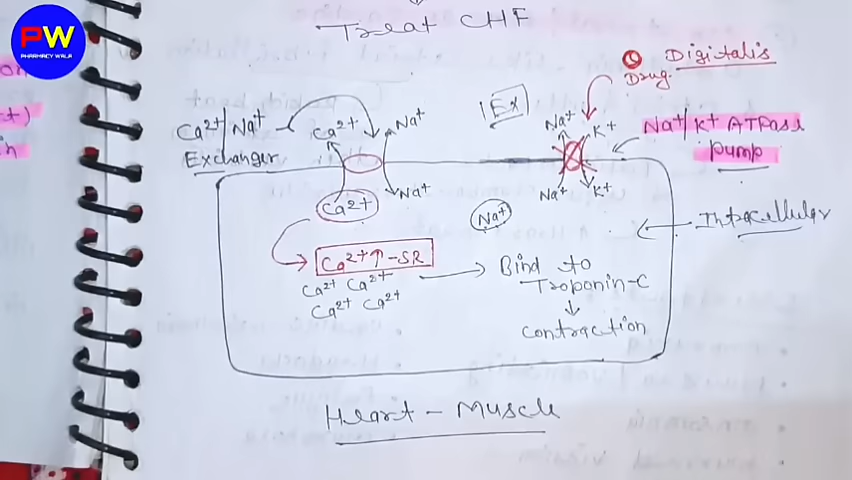 PW
PHARMACY WALA
Treat CHF
Drug.
Digitalis
Ca2+/Na+
Exchanger
Ca2+
Na+
Ca2+
Na+
Ex
Na+
K+
Na+
K+
Na+/K+ ATPase
pump
Na+
Intracellular
Ca2+↑-SR
Ca2+ Ca2+
Ca2+ Ca2+
Bind to
Troponin-C
contraction
Heart - Muscle